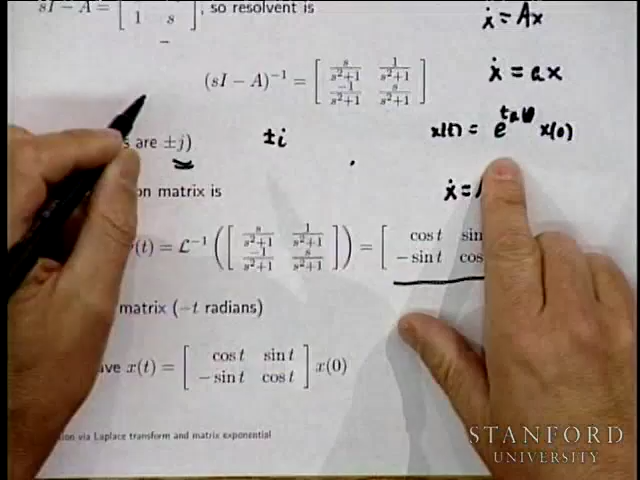 sI − A = [ 1 s ], so resolvent is
ẋ = Ax
(sI − A)⁻¹ = [ s/(s²+1) 1/(s²+1) ; −1/(s²+1) s/(s²+1) ]
ẋ = ax
x(t) = e^{ta} x(0)
s are ±j)
±i
on matrix is
ẋ =
(t) = ℒ⁻¹ ( [ s/(s²+1) 1/(s²+1) ; −1/(s²+1) s/(s²+1) ] ) = [ cos t sin ; − sin t cos
matrix (−t radians)
ve x(t) = [ cos t sin t ; − sin t cos t ] x(0)
ion via Laplace transform and matrix exponential
STANFORD
UNIVERSITY